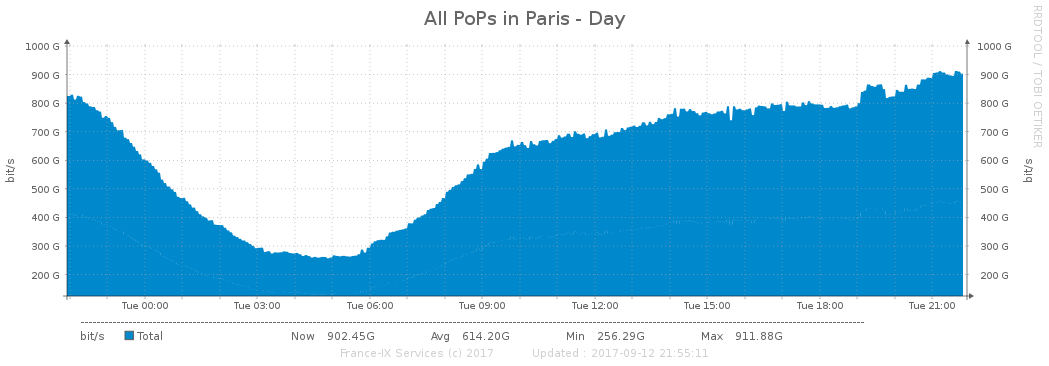 All PoPs in Paris - Day
RRDTOOL / TOBI OETIKER
1000 G 1000 G
900 G 900 G
800 G 800 G
700 G 700 G
600 G 600 G
500 G 500 G
400 G 400 G
300 G 300 G
200 G 200 G
bit/s bit/s
Tue 00:00 Tue 03:00 Tue 06:00 Tue 09:00 Tue 12:00 Tue 15:00 Tue 18:00 Tue 21:00
bit/s Total Now 902.45G Avg 614.20G Min 256.29G Max 911.88G
France-IX Services (c) 2017 Updated : 2017-09-12 21:55:11